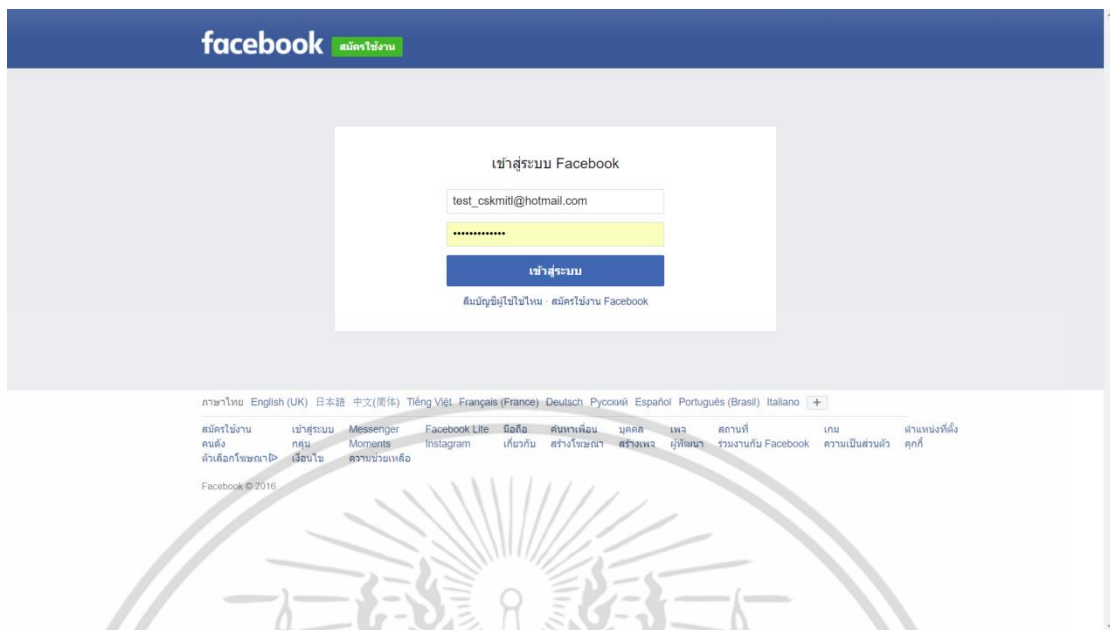 facebook สมัครใช้งาน
เข้าสู่ระบบ Facebook
test_cskmitl@hotmail.com
•••••••••••••
เข้าสู่ระบบ
ลืมบัญชีผู้ใช้ใช่ไหม · สมัครใช้งาน Facebook
ภาษาไทย English (UK) 日本語 中文(简体) Tiếng Việt Français (France) Deutsch Русский Español Português (Brasil) Italiano +
สมัครใช้งาน เข้าสู่ระบบ Messenger Facebook Lite มือถือ ค้นหาเพื่อน บุคคล เพจ สถานที่ เกม ตำแหน่งที่ตั้ง
คนดัง กลุ่ม Moments Instagram เกี่ยวกับ สร้างโฆษณา สร้างเพจ ผู้พัฒนา ร่วมงานกับ Facebook ความเป็นส่วนตัว คุกกี้
ตัวเลือกโฆษณา เงื่อนไข ความช่วยเหลือ
Facebook © 2016